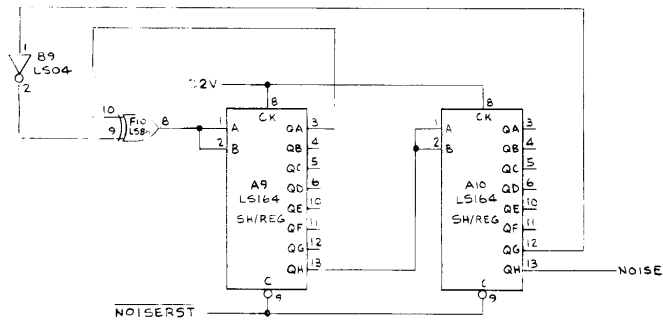 1
B9
LS04
2
32V
10
9
F10
LS86
8
8
CK
1
A
2
B
QA 3
QB 4
QC 5
QD 6
QE 10
QF 11
QG 12
QH 13
A9
LS164
SH/REG
C
9
8
CK
1
A
2
B
QA 3
QB 4
QC 5
QD 6
QE 10
QF 11
QG 12
QH 13
A10
LS164
SH/REG
C
9
NOISE
NOISERST